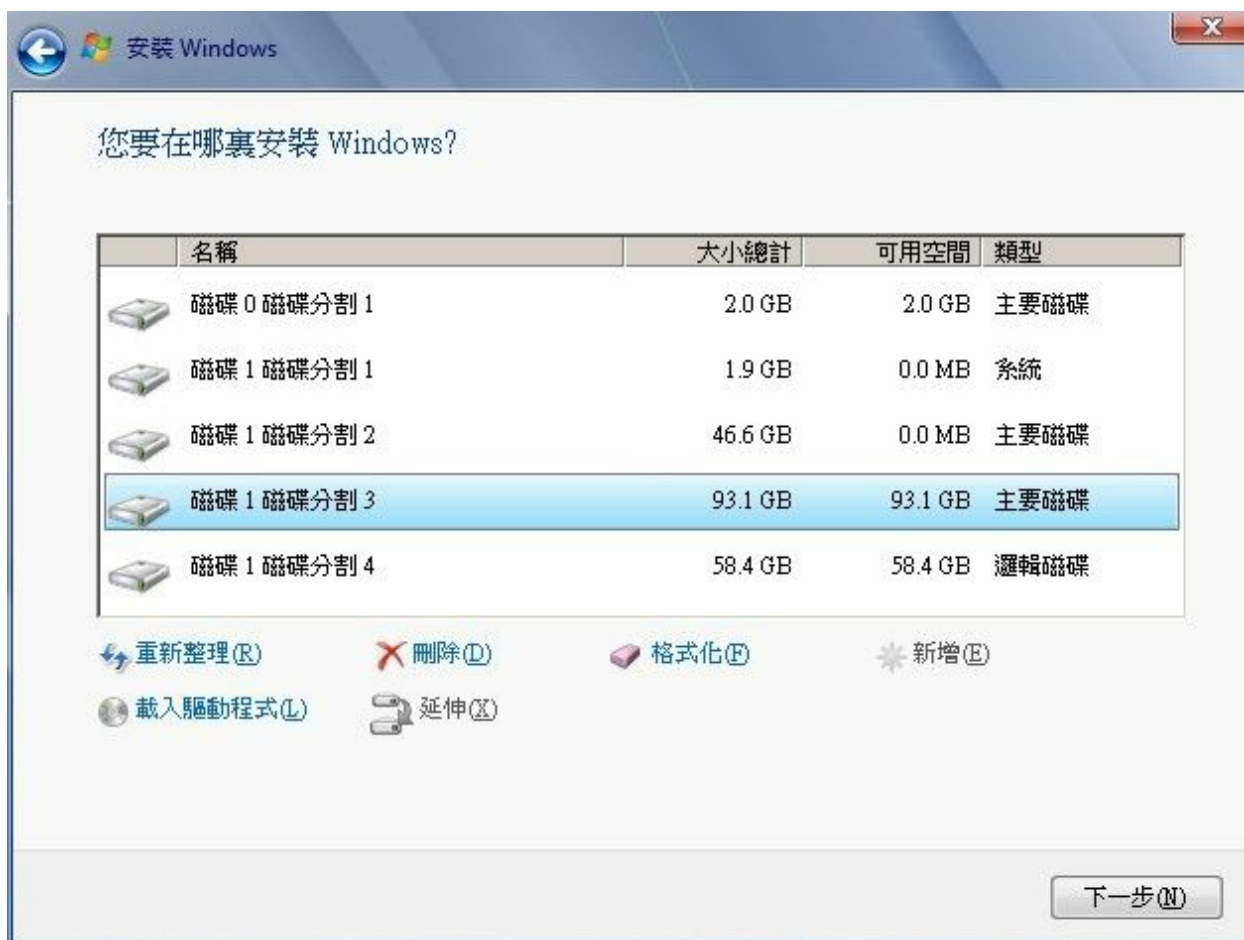 安裝 Windows
您要在哪裏安裝 Windows?
名稱 大小總計 可用空間 類型
磁碟 0 磁碟分割 1 2.0 GB 2.0 GB 主要磁碟
磁碟 1 磁碟分割 1 1.9 GB 0.0 MB 系統
磁碟 1 磁碟分割 2 46.6 GB 0.0 MB 主要磁碟
磁碟 1 磁碟分割 3 93.1 GB 93.1 GB 主要磁碟
磁碟 1 磁碟分割 4 58.4 GB 58.4 GB 邏輯磁碟
重新整理(R) 刪除(D) 格式化(F) 新增(E)
載入驅動程式(L) 延伸(X)
下一步(N)